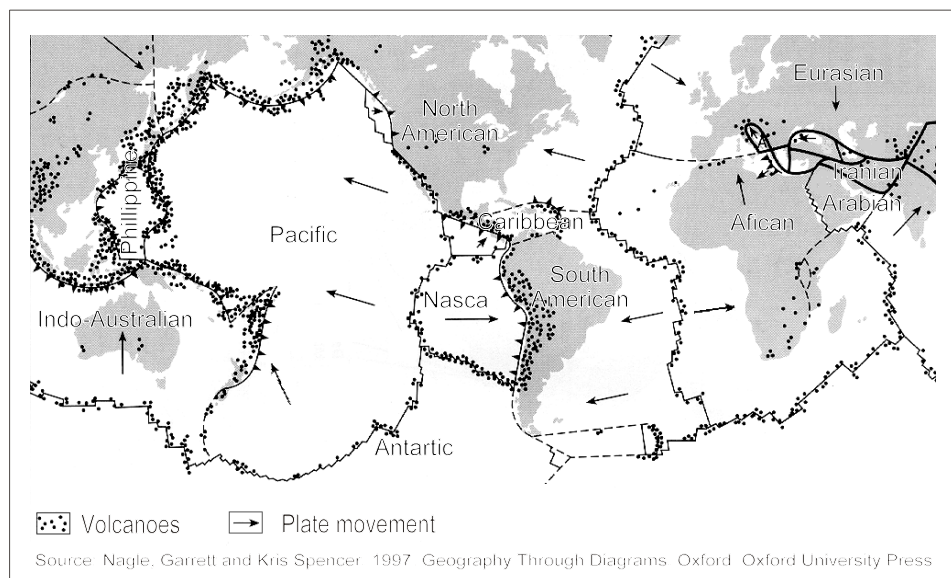 Eurasian
North
American
Phillippine
Iranian
Caribbean
Arabian
Afican
Pacific
South
American
Nasca
Indo-Australian
Antartic
Volcanoes
Plate movement
Source Nagle, Garrett and Kris Spencer 1997 Geography Through Diagrams Oxford Oxford University Press